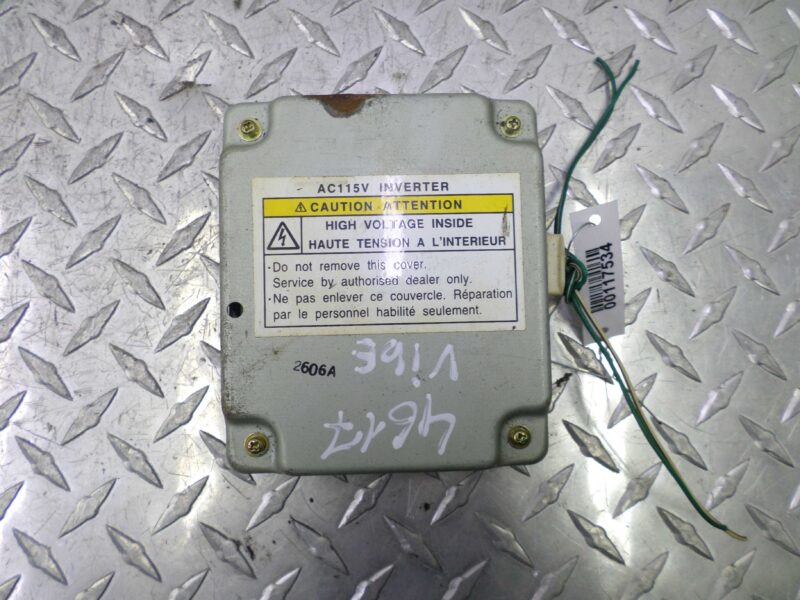 AC115V INVERTER
⚠ CAUTION-ATTENTION
HIGH VOLTAGE INSIDE
HAUTE TENSION A L'INTERIEUR
·Do not remove this cover.
Service by authorised dealer only.
·Ne pas enlever ce couvercle. Réparation
par le personnel habilité seulement.
2606A
VibE
4617
00117534